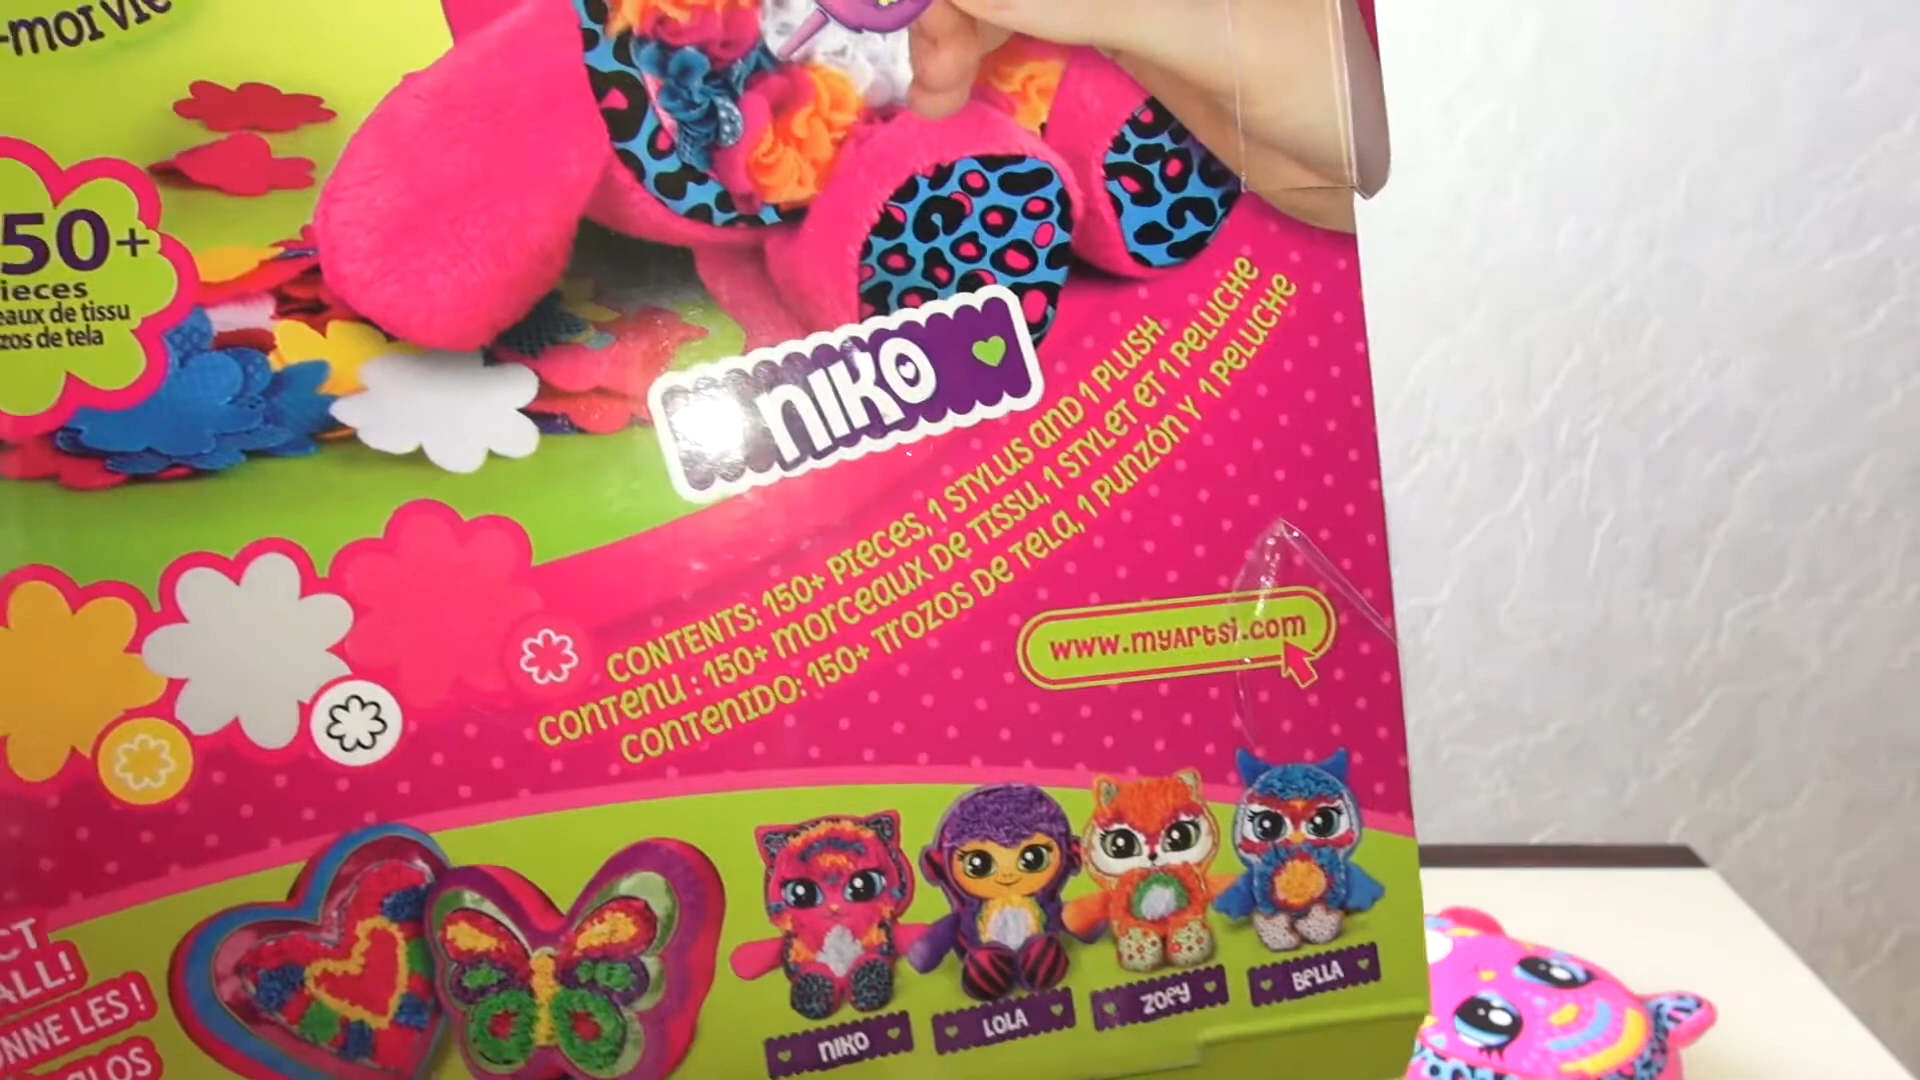 -moi vie
50+
ieces
eaux de tissu
zos de tela
NIKO
CONTENTS: 150+ PIECES, 1 STYLUS AND 1 PLUSH
CONTENU : 150+ MORCEAUX DE TISSU, 1 STYLET ET 1 PELUCHE
CONTENIDO: 150+ TROZOS DE TELA, 1 PUNZÓN Y 1 PELUCHE
www.myartsi.com
CT
ALL!
ONNE LES !
ALOS
NIKO
LOLA
ZOEY
BELLA